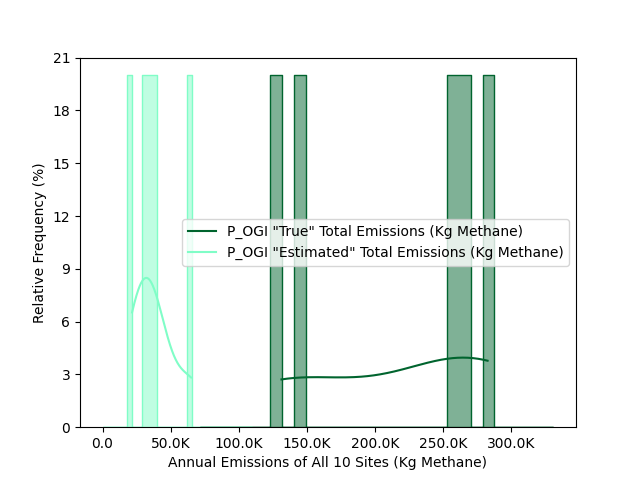 21
18
15
12
9
6
3
0
Relative Frequency (%)
P_OGI "True" Total Emissions (Kg Methane)
P_OGI "Estimated" Total Emissions (Kg Methane)
0.0 50.0K 100.0K 150.0K 200.0K 250.0K 300.0K
Annual Emissions of All 10 Sites (Kg Methane)